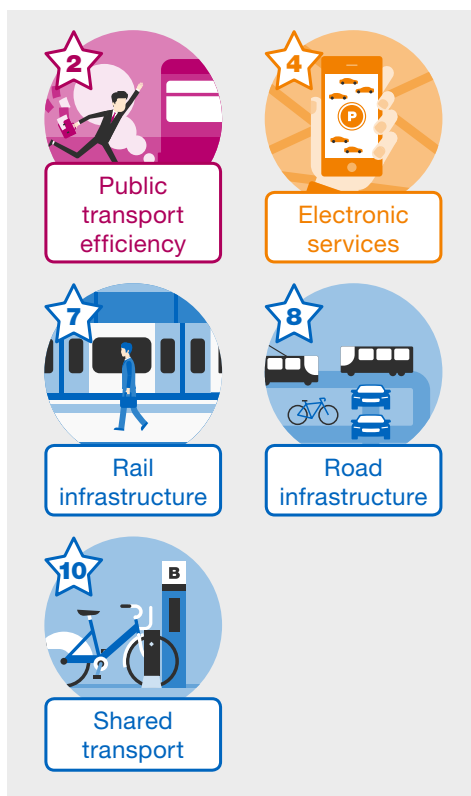 2
4
P
Public
transport
efficiency
Electronic
services
7
8
Rail
infrastructure
Road
infrastructure
10
B
Shared
transport